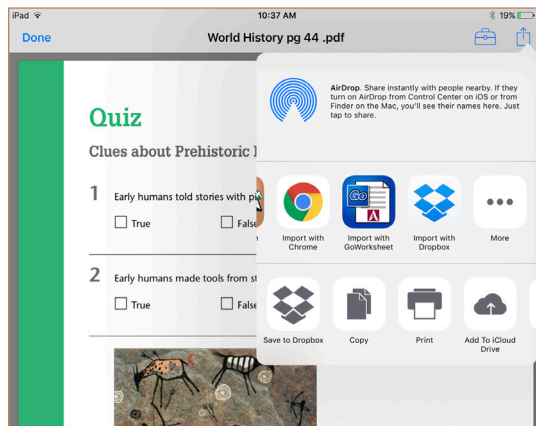 iPad
10:37 AM
19%
Done
World History pg 44 .pdf
AirDrop. Share instantly with people nearby. If they
turn on AirDrop from Control Center on iOS or from
Finder on the Mac, you'll see their names here. Just
tap to share.
Quiz
Clues about Prehistoric
1 Early humans told stories with
True
False
Import with
Chrome
GO
Import with
GoWorksheet
Import with
Dropbox
More
2 Early humans made tools from
True
False
Save to Dropbox
Copy
Print
Add To iCloud
Drive